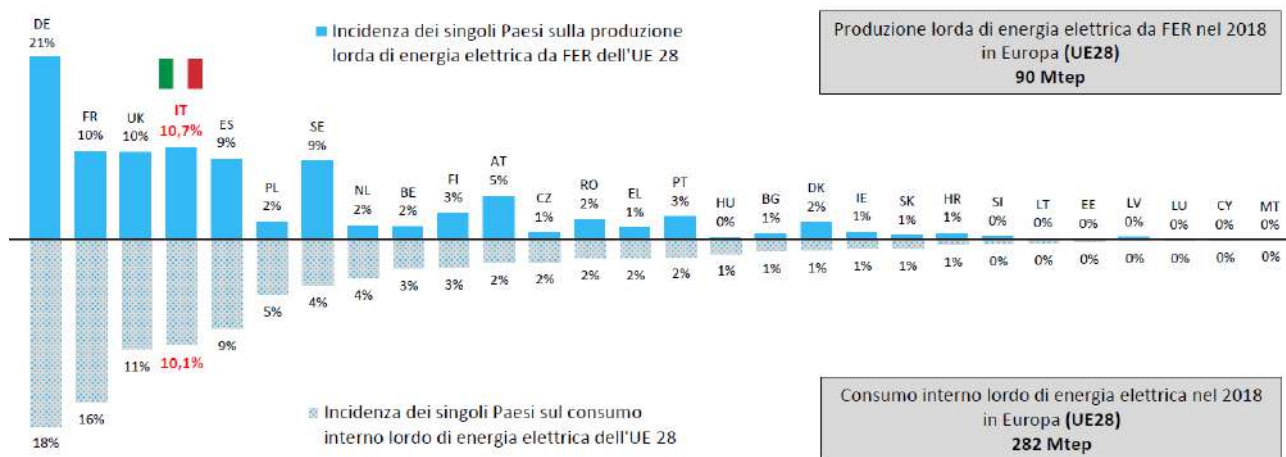 DE
21%
FR
10%
UK
10%
IT
10,7%
ES
9%
PL
2%
SE
9%
NL
2%
BE
2%
FI
3%
AT
5%
CZ
1%
RO
2%
EL
1%
PT
3%
HU
0%
BG
1%
DK
2%
IE
1%
SK
1%
HR
1%
SI
0%
LT
0%
EE
0%
LV
0%
LU
0%
CY
0%
MT
0%
Incidenza dei singoli Paesi sulla produzione
lorda di energia elettrica da FER dell'UE 28
Produzione lorda di energia elettrica da FER nel 2018
in Europa (UE28)
90 Mtep
18%
16%
11%
10,1%
9%
5%
4%
4%
3%
3%
2%
2%
2%
2%
2%
1%
1%
1%
1%
1%
1%
0%
0%
0%
0%
0%
0%
0%
Incidenza dei singoli Paesi sul consumo
interno lordo di energia elettrica dell'UE 28
Consumo interno lordo di energia elettrica nel 2018
in Europa (UE28)
282 Mtep